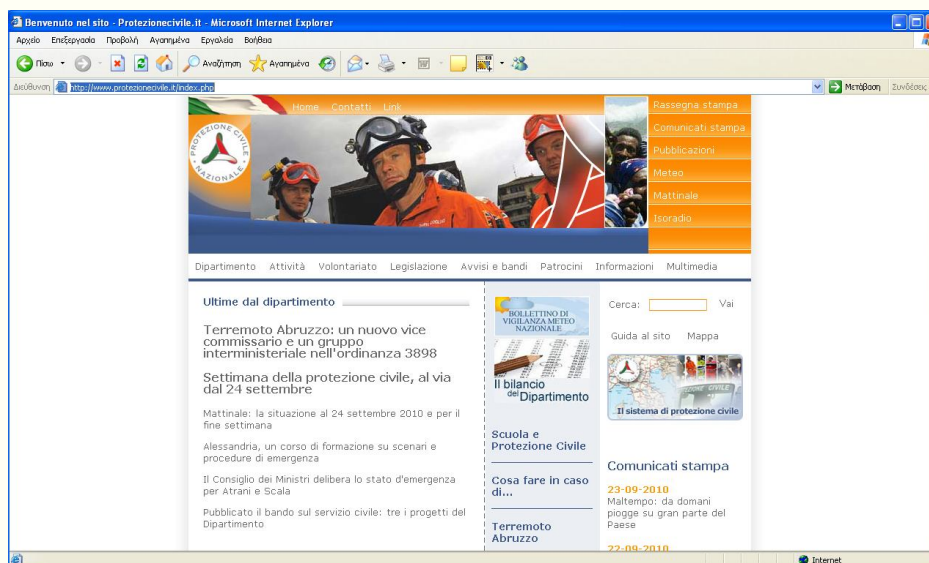 Benvenuto nel sito - Protezionecivile.it - Microsoft Internet Explorer
Αρχείο Επεξεργασία Προβολή Αγαπημένα Εργαλεία Βοήθεια
Πίσω Αναζήτηση Αγαπημένα
Διεύθυνση http://www.protezionecivile.it/index.php Μετάβαση Συνδέσεις
Home Contatti Link
PROTEZIONE CIVILE
NAZIONALE
Rassegna stampa
Comunicati stampa
Pubblicazioni
Meteo
Mattinale
Isoradio
Dipartimento Attività Volontariato Legislazione Avvisi e bandi Patrocini Informazioni Multimedia
Ultime dal dipartimento
Terremoto Abruzzo: un nuovo vice
commissario e un gruppo
interministeriale nell'ordinanza 3898
Settimana della protezione civile, al via
dal 24 settembre
Mattinale: la situazione al 24 settembre 2010 e per il
fine settimana
Alessandria, un corso di formazione su scenari e
procedure di emergenza
Il Consiglio dei Ministri delibera lo stato d'emergenza
per Atrani e Scala
Pubblicato il bando sul servizio civile: tre i progetti del
Dipartimento
BOLLETTINO DI
VIGILANZA METEO
NAZIONALE
Il bilancio
del Dipartimento
Scuola e
Protezione Civile
Cosa fare in caso
di...
Terremoto
Abruzzo
Cerca: Vai
Guida al sito Mappa
Il sistema di protezione civile
Comunicati stampa
23-09-2010
Maltempo: da domani
piogge su gran parte del
Paese
22-09-2010
Internet